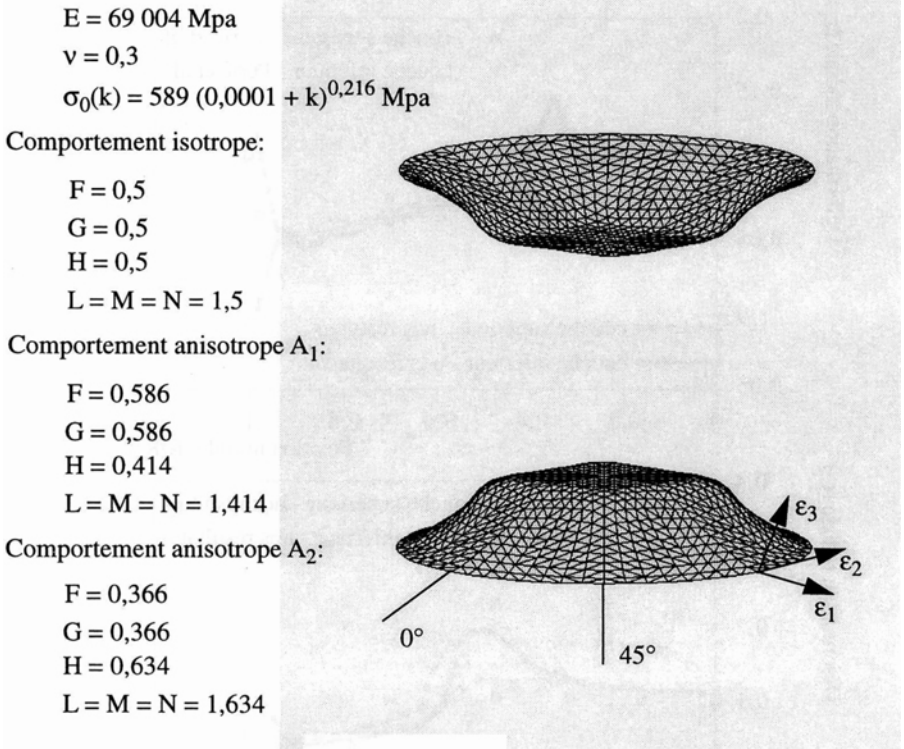 E = 69 004 Mpa
ν = 0,3
σ₀(k) = 589 (0,0001 + k)^0,216 Mpa
Comportement isotrope:
F = 0,5
G = 0,5
H = 0,5
L = M = N = 1,5
Comportement anisotrope A₁:
F = 0,586
G = 0,586
H = 0,414
L = M = N = 1,414
Comportement anisotrope A₂:
F = 0,366
G = 0,366
H = 0,634
L = M = N = 1,634
ε₃
ε₂
ε₁
0°
45°